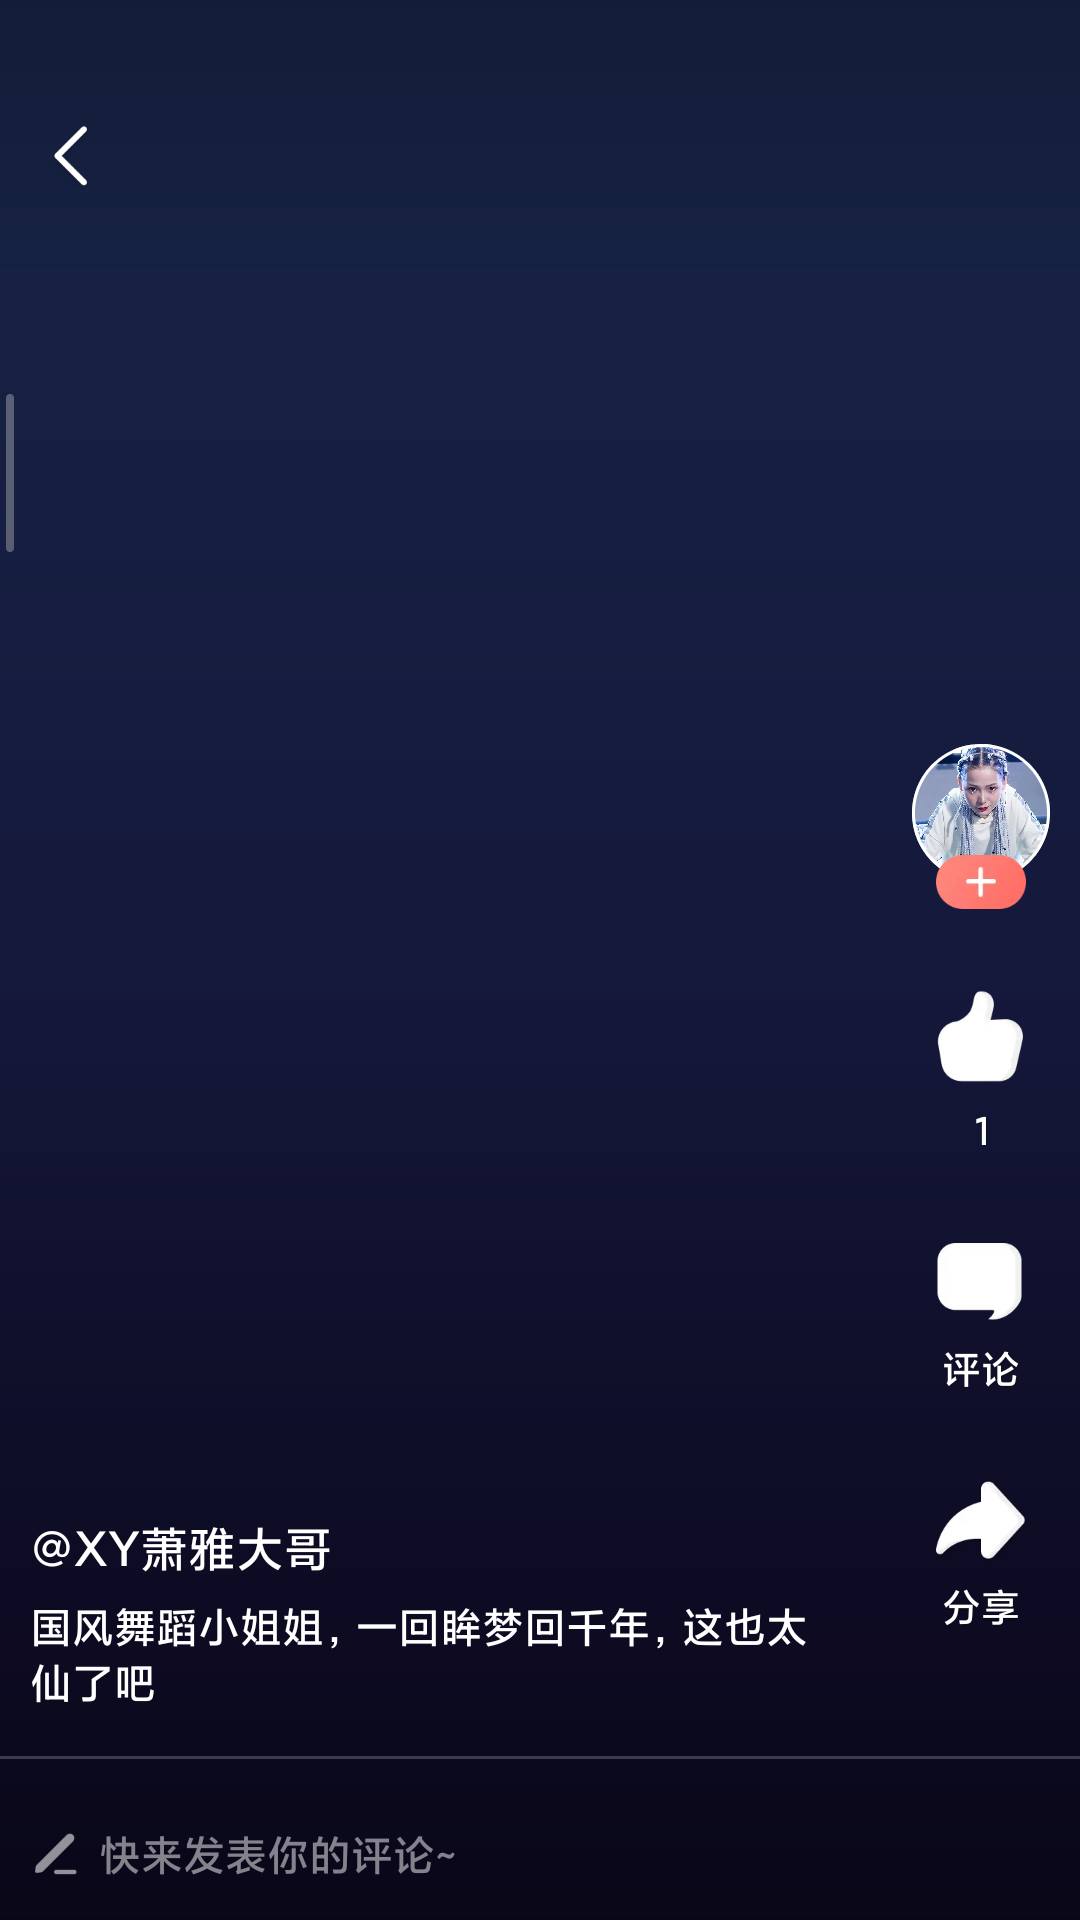 1
评论
分享
@XY萧雅大哥
国风舞蹈小姐姐，一回眸梦回千年，这也太
仙了吧
快来发表你的评论~